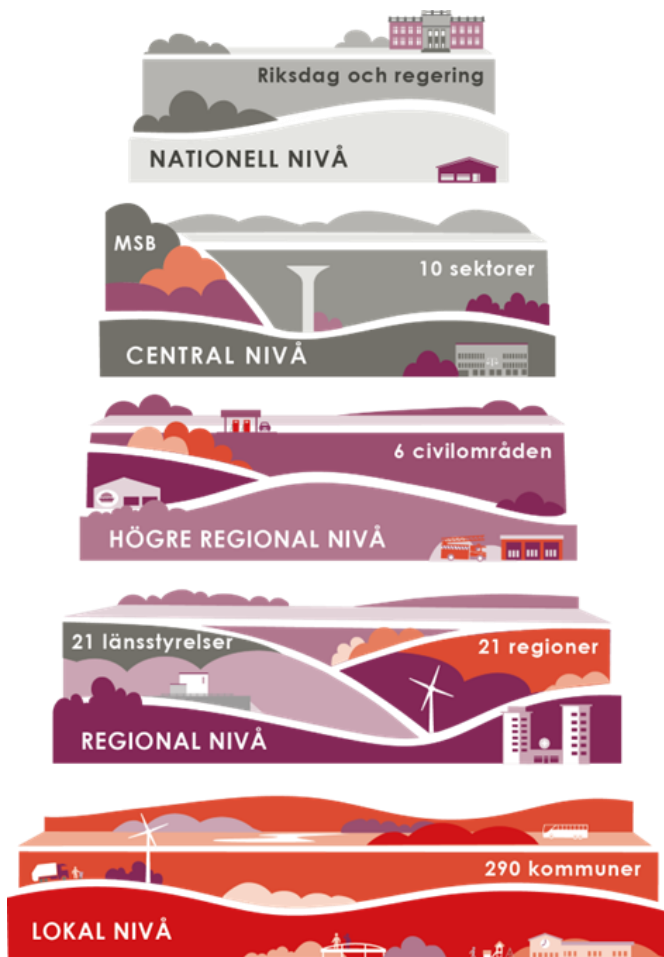 Riksdag och regering
NATIONELL NIVÅ
MSB
10 sektorer
CENTRAL NIVÅ
6 civilområden
HÖGRE REGIONAL NIVÅ
21 länsstyrelser
21 regioner
REGIONAL NIVÅ
290 kommuner
LOKAL NIVÅ